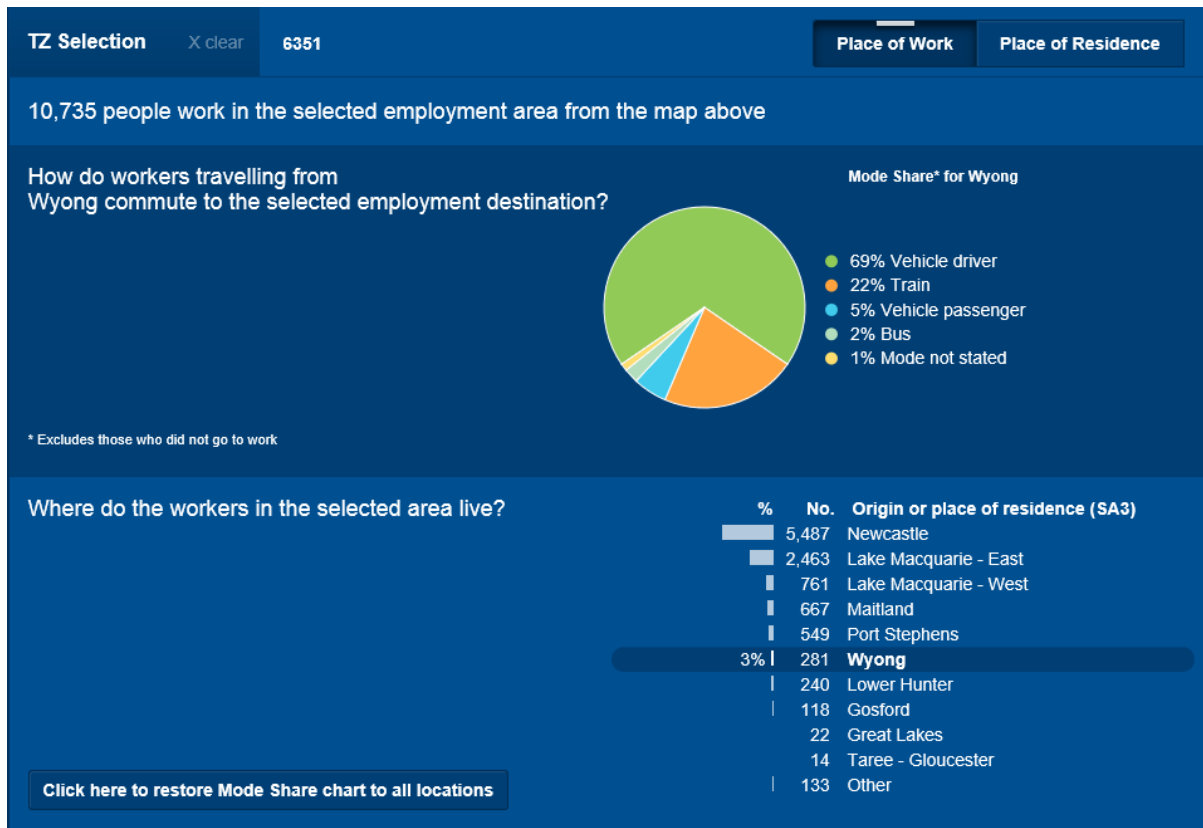 TZ Selection X clear 6351 Place of Work Place of Residence
10,735 people work in the selected employment area from the map above
How do workers travelling from
Wyong commute to the selected employment destination?
Mode Share* for Wyong
69% Vehicle driver
22% Train
5% Vehicle passenger
2% Bus
1% Mode not stated
* Excludes those who did not go to work
Where do the workers in the selected area live?
% No. Origin or place of residence (SA3)
5,487 Newcastle
2,463 Lake Macquarie - East
761 Lake Macquarie - West
667 Maitland
549 Port Stephens
3% 281 Wyong
240 Lower Hunter
118 Gosford
22 Great Lakes
14 Taree - Gloucester
133 Other
Click here to restore Mode Share chart to all locations